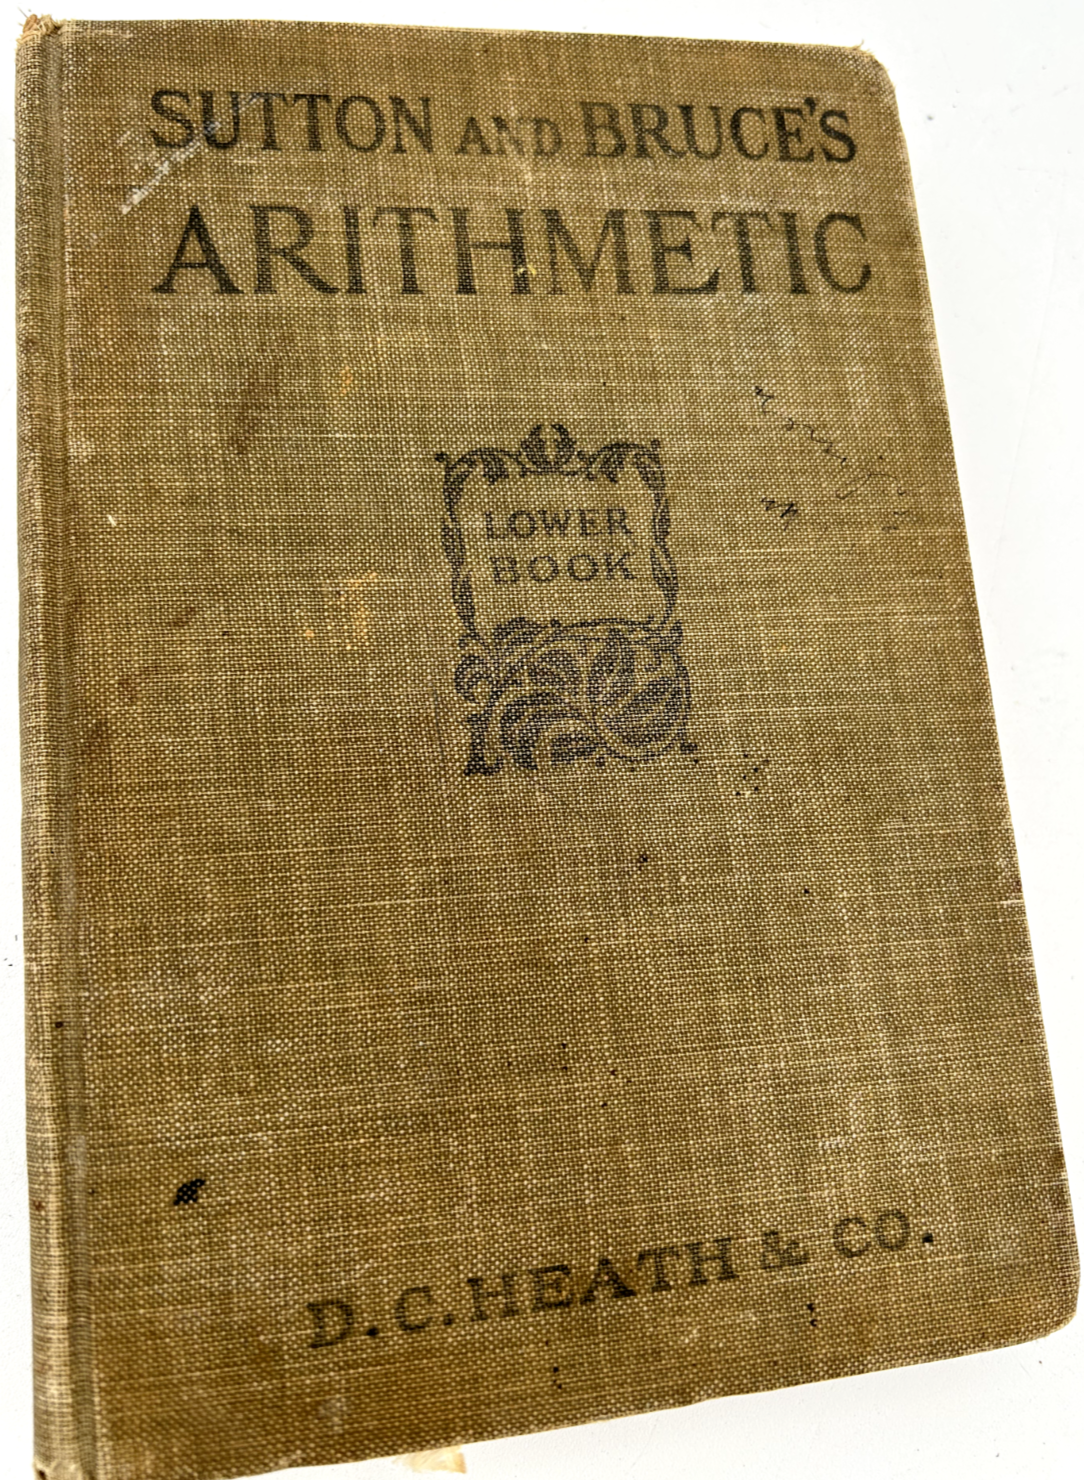 SUTTON AND BRUCE'S
ARITHMETIC
LOWER
BOOK
D. C. HEATH & CO.